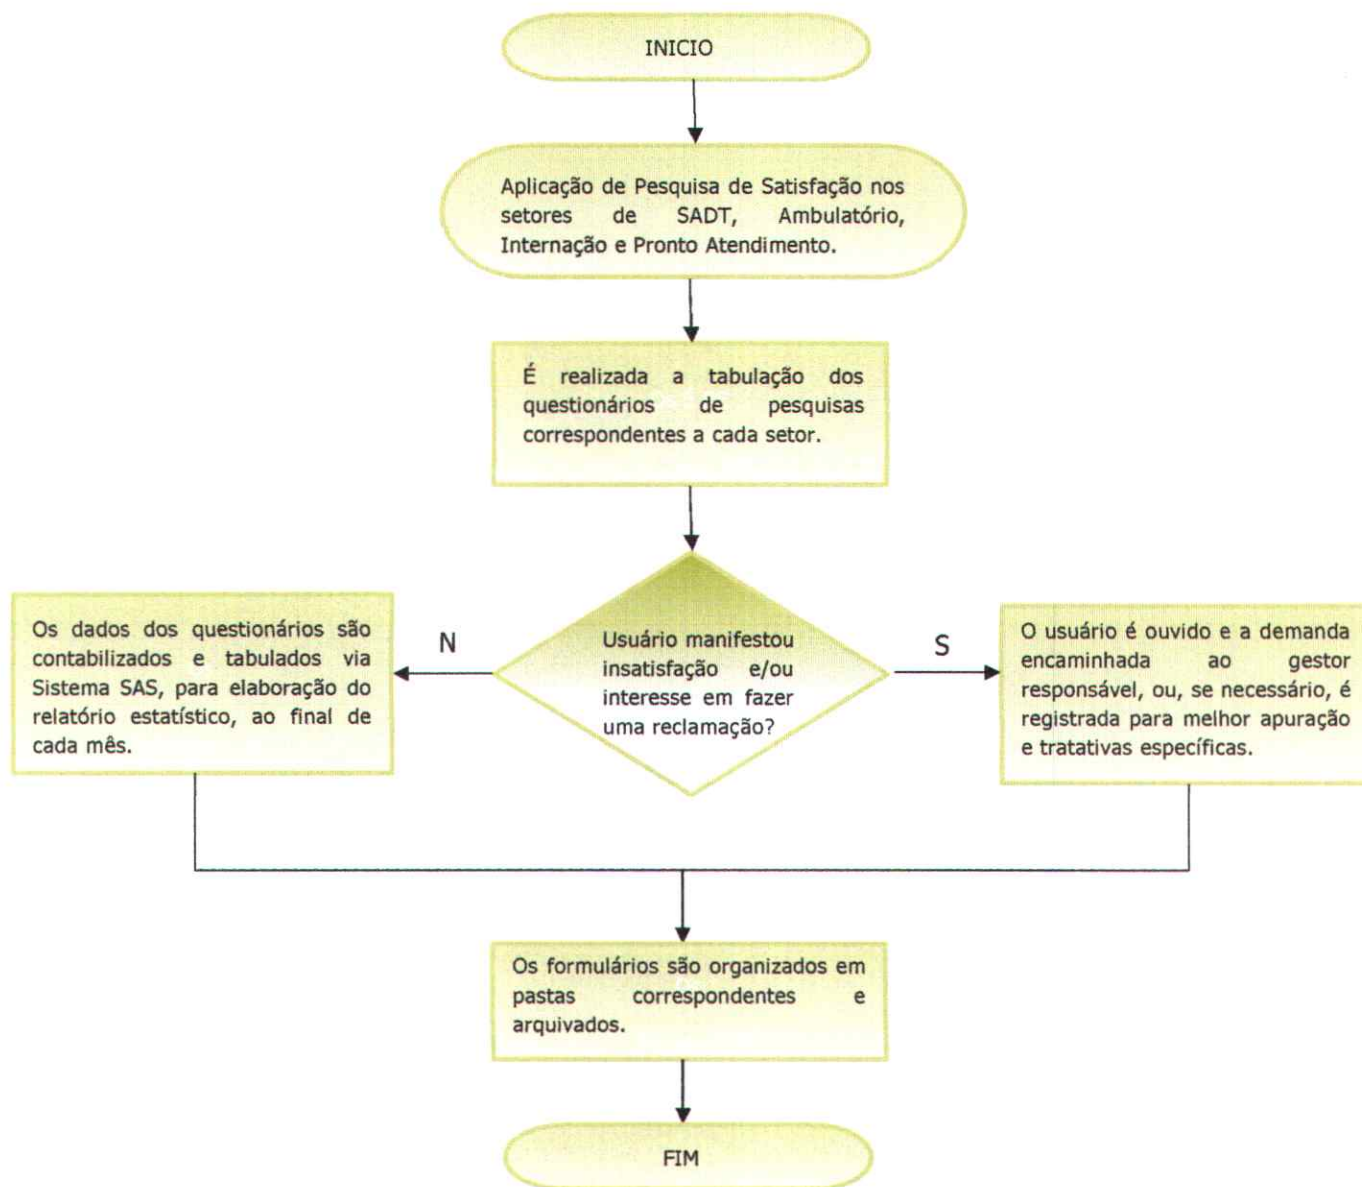 INICIO
Aplicação de Pesquisa de Satisfação nos
setores de SADT, Ambulatório,
Internação e Pronto Atendimento.
É realizada a tabulação dos
questionários de pesquisas
correspondentes a cada setor.
Usuário manifestou
insatisfação e/ou
interesse em fazer
uma reclamação?
N
S
Os dados dos questionários são
contabilizados e tabulados via
Sistema SAS, para elaboração do
relatório estatístico, ao final de
cada mês.
O usuário é ouvido e a demanda
encaminhada ao gestor
responsável, ou, se necessário, é
registrada para melhor apuração
e tratativas específicas.
Os formulários são organizados em
pastas correspondentes e
arquivados.
FIM